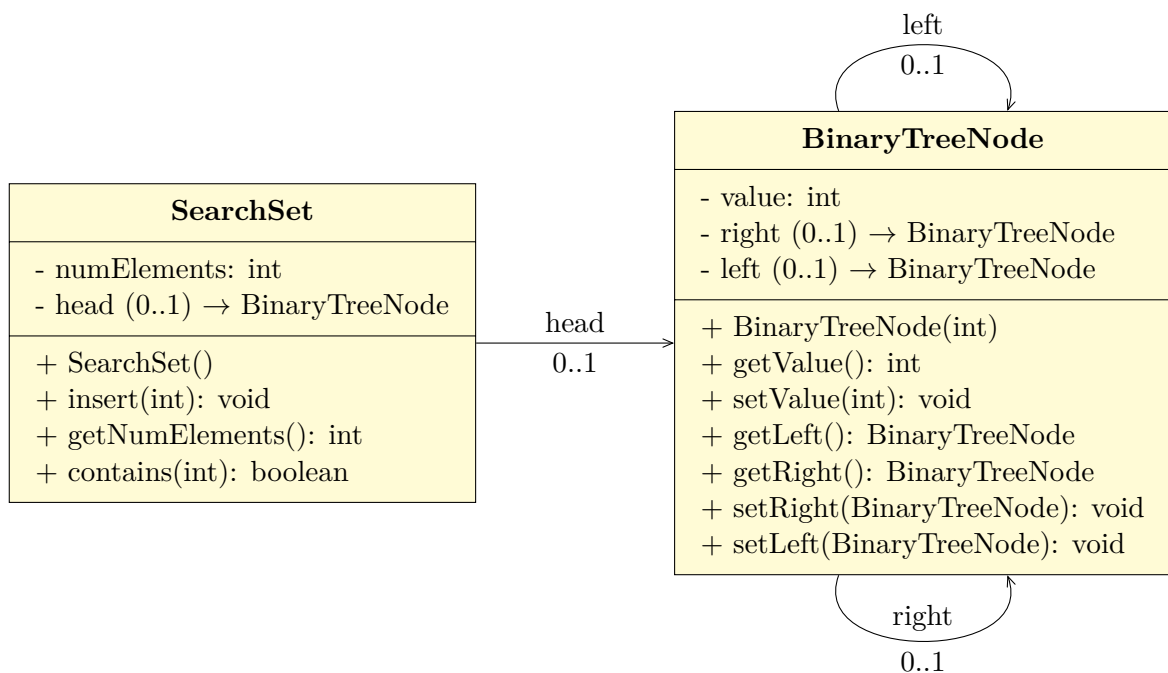 left
0..1
BinaryTreeNode
- value: int
- right (0..1) → BinaryTreeNode
- left (0..1) → BinaryTreeNode
+ BinaryTreeNode(int)
+ getValue(): int
+ setValue(int): void
+ getLeft(): BinaryTreeNode
+ getRight(): BinaryTreeNode
+ setRight(BinaryTreeNode): void
+ setLeft(BinaryTreeNode): void
SearchSet
- numElements: int
- head (0..1) → BinaryTreeNode
+ SearchSet()
+ insert(int): void
+ getNumElements(): int
+ contains(int): boolean
head
0..1
right
0..1